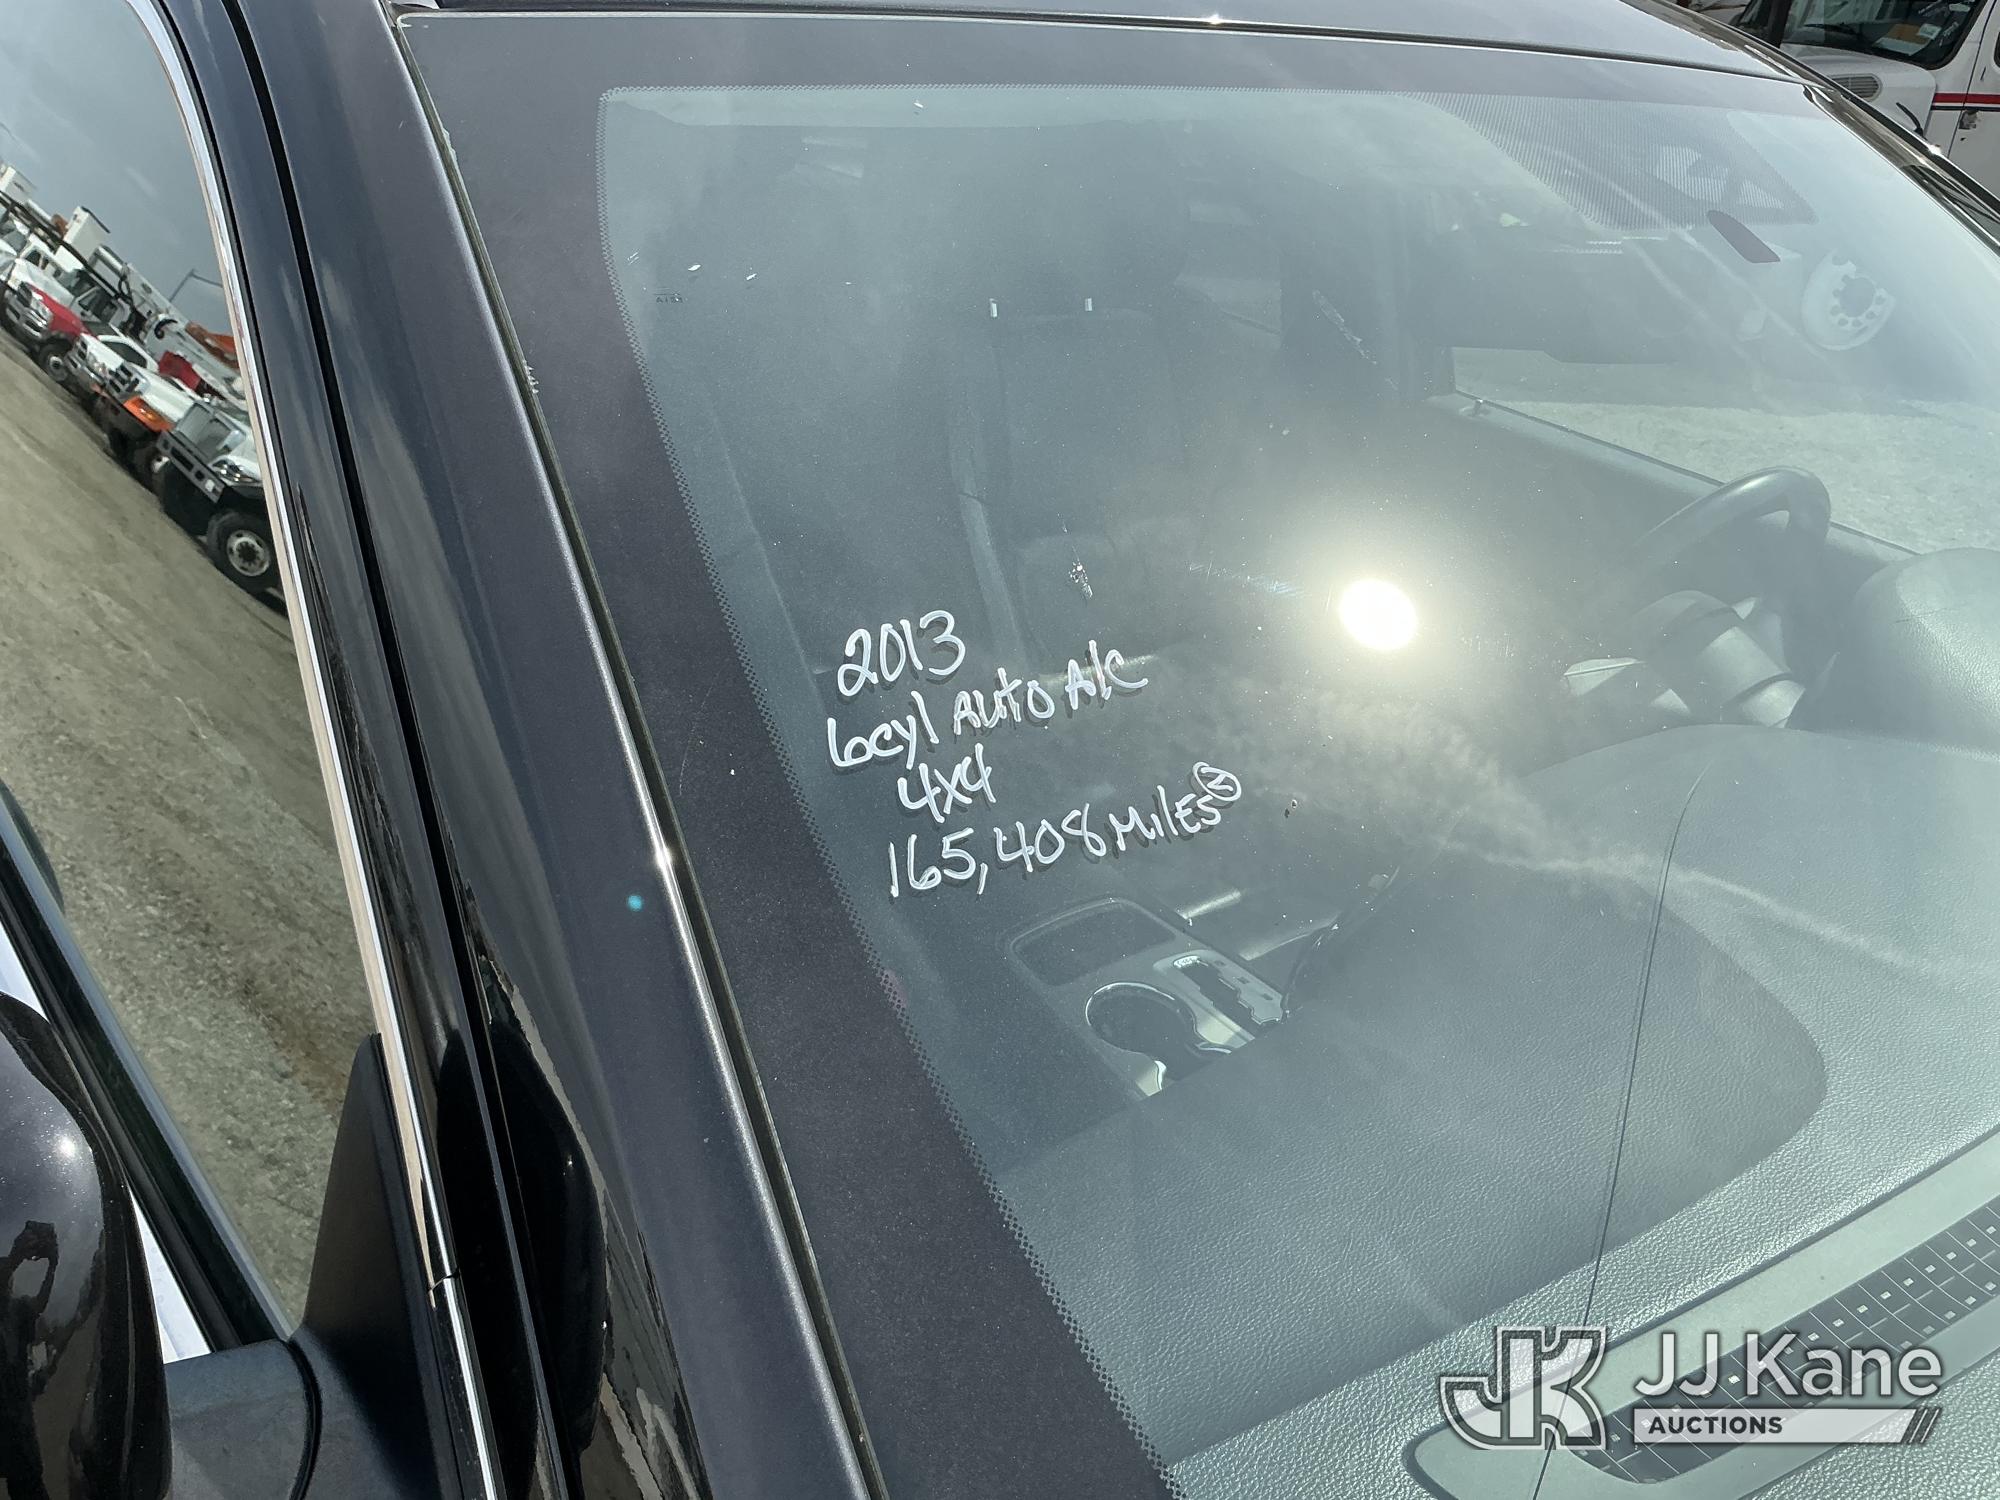 2013
6cyl Auto A/C
4x4
165,408 Miles
JJ Kane
AUCTIONS